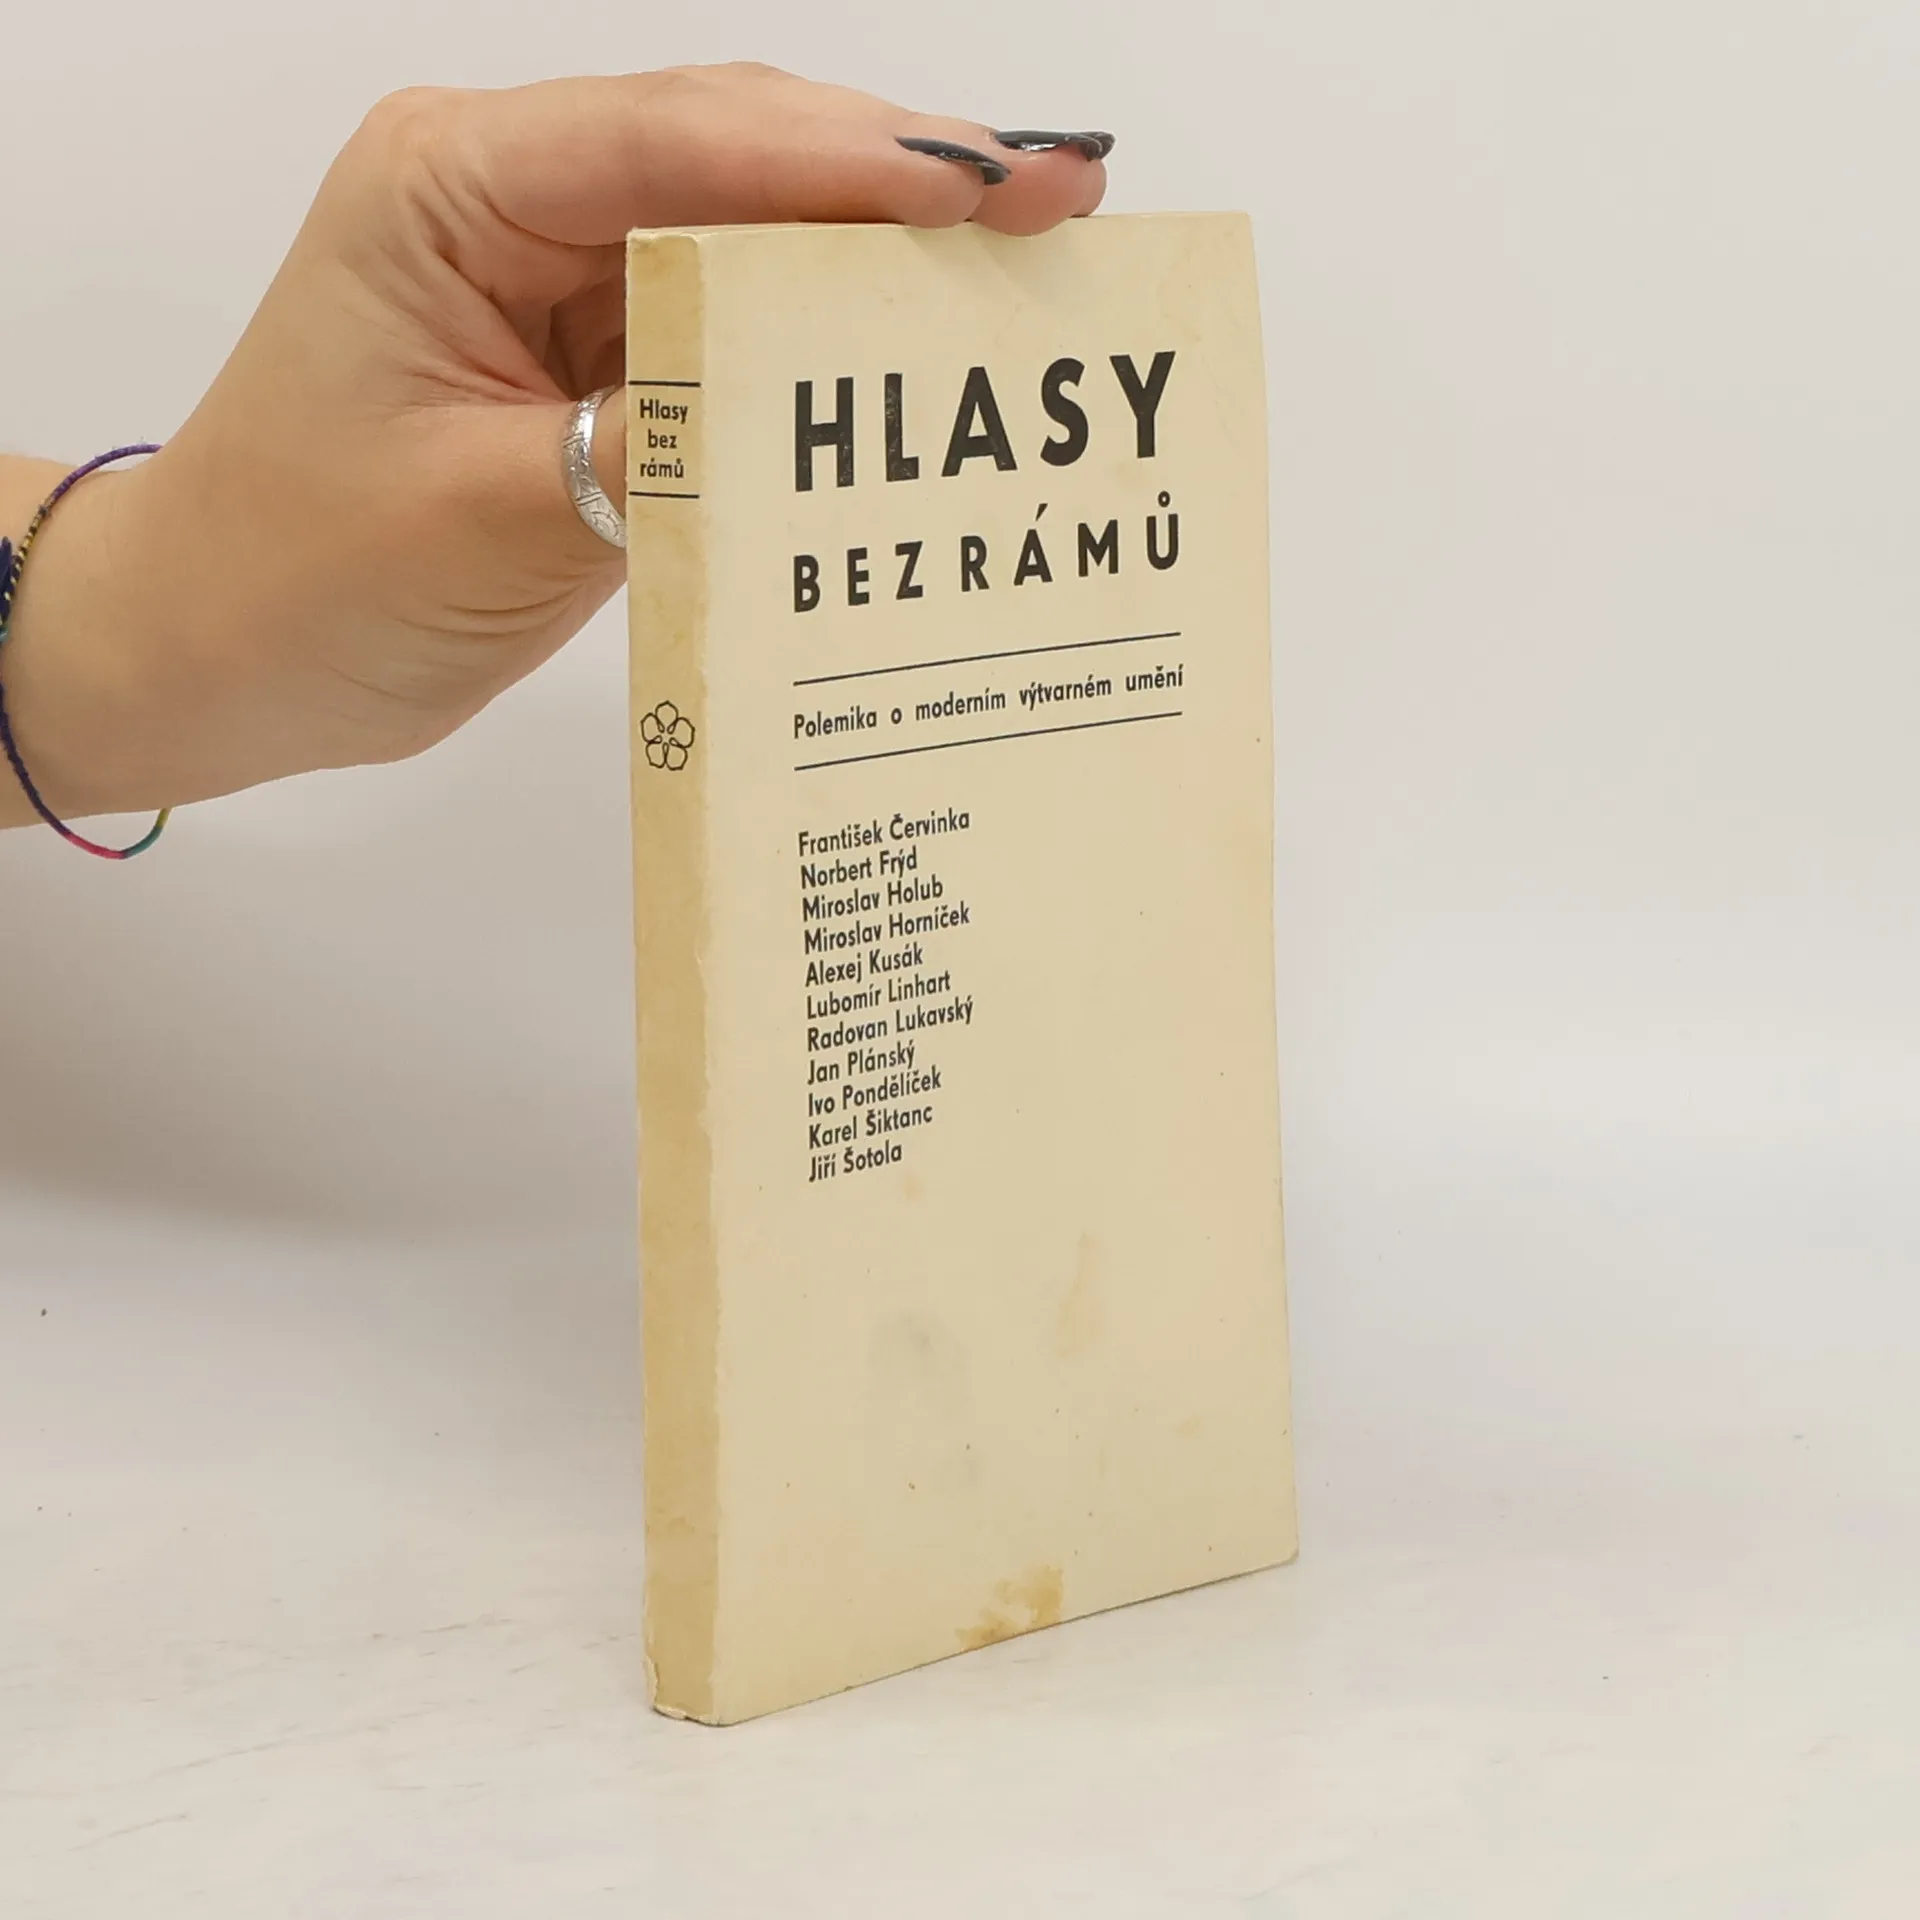 Hlasy
bez
rámů
HLASY
BEZ RÁMŮ
Polemika o moderním výtvarném umění
František Červinka
Norbert Frýd
Miroslav Holub
Miroslav Horníček
Alexej Kusák
Lubomír Linhart
Radovan Lukavský
Jan Plánský
Ivo Pondělíček
Karel Šiktanc
Jiří Šotola